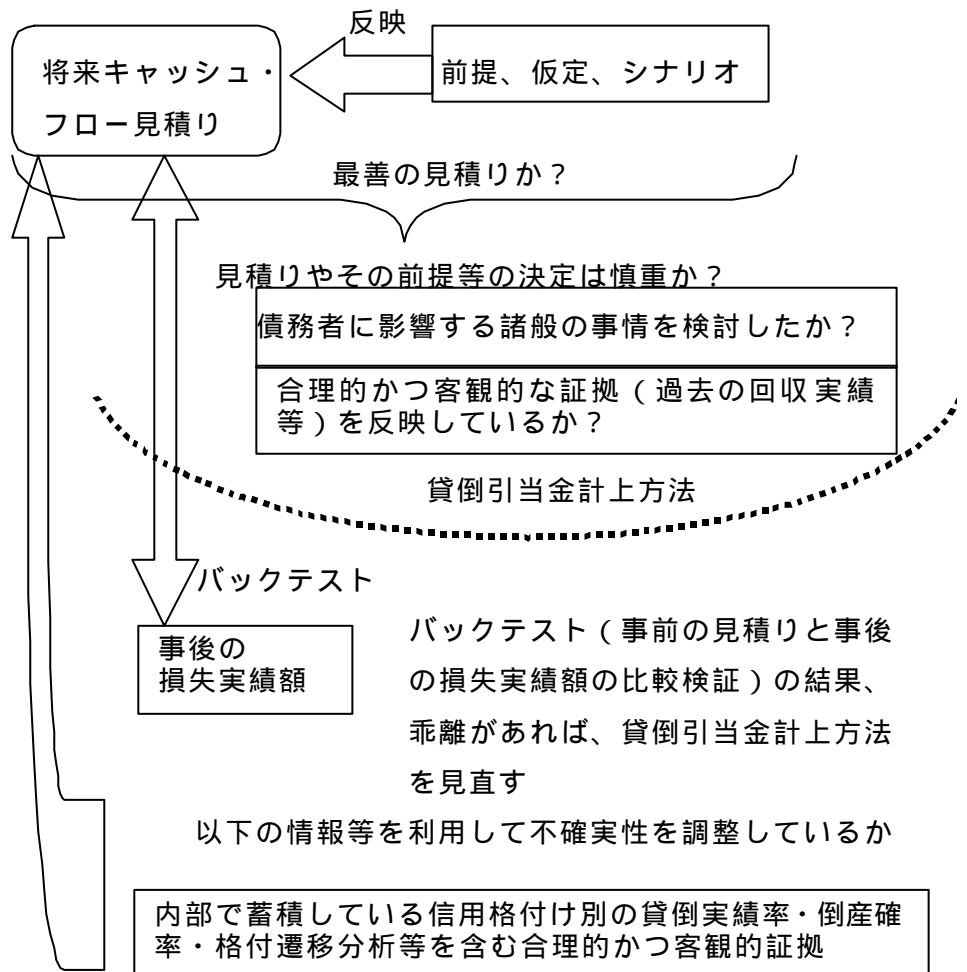 反映
将来キャッシュ・
フロー見積り
前提、仮定、シナリオ
最善の見積りか？
見積りやその前提等の決定は慎重か？
債務者に影響する諸般の事情を検討したか？
合理的かつ客観的な証拠（過去の回収実績
等）を反映しているか？
貸倒引当金計上方法
バックテスト
事後の
損失実績額
バックテスト（事前の見積りと事後
の損失実績額の比較検証）の結果、
乖離があれば、貸倒引当金計上方法
を見直す
以下の情報等を利用して不確実性を調整しているか
内部で蓄積している信用格付け別の貸倒実績率・倒産確
率・格付遷移分析等を含む合理的かつ客観的証拠